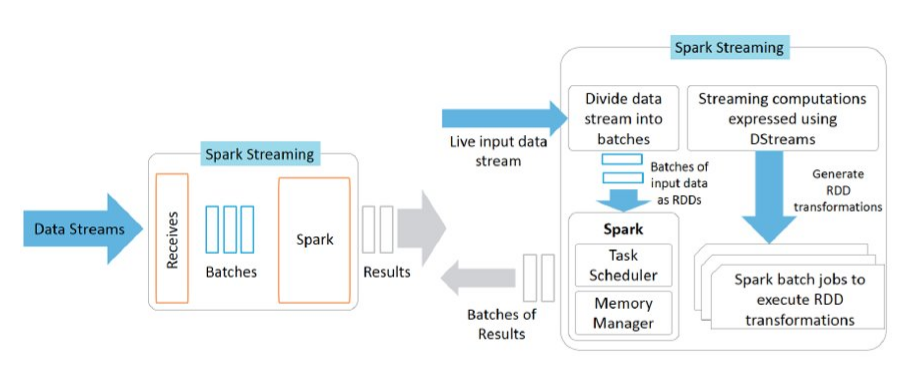 Spark Streaming
Data Streams
Receives
Batches
Spark
Results
Spark Streaming
Live input data
stream
Divide data
stream into
batches
Streaming computations
expressed using
DStreams
Batches of
input data
as RDDs
Generate
RDD
transformations
Spark
Task
Scheduler
Memory
Manager
Batches of
Results
Spark batch jobs to
execute RDD
transformations